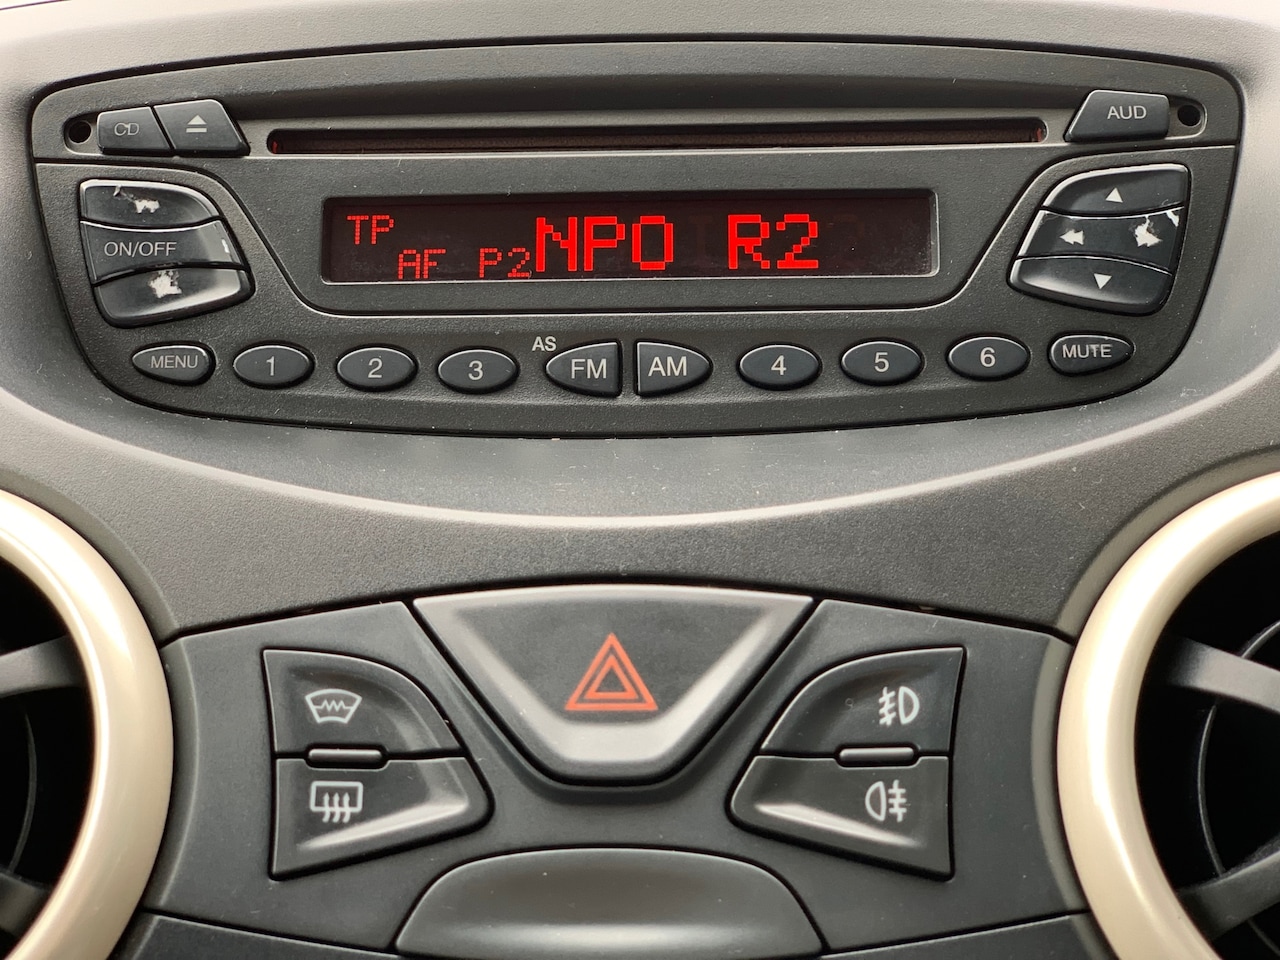 CD
AUD
ON/OFF
TP
AF P2 NPO R2
MENU 1 2 3 AS FM AM 4 5 6 MUTE